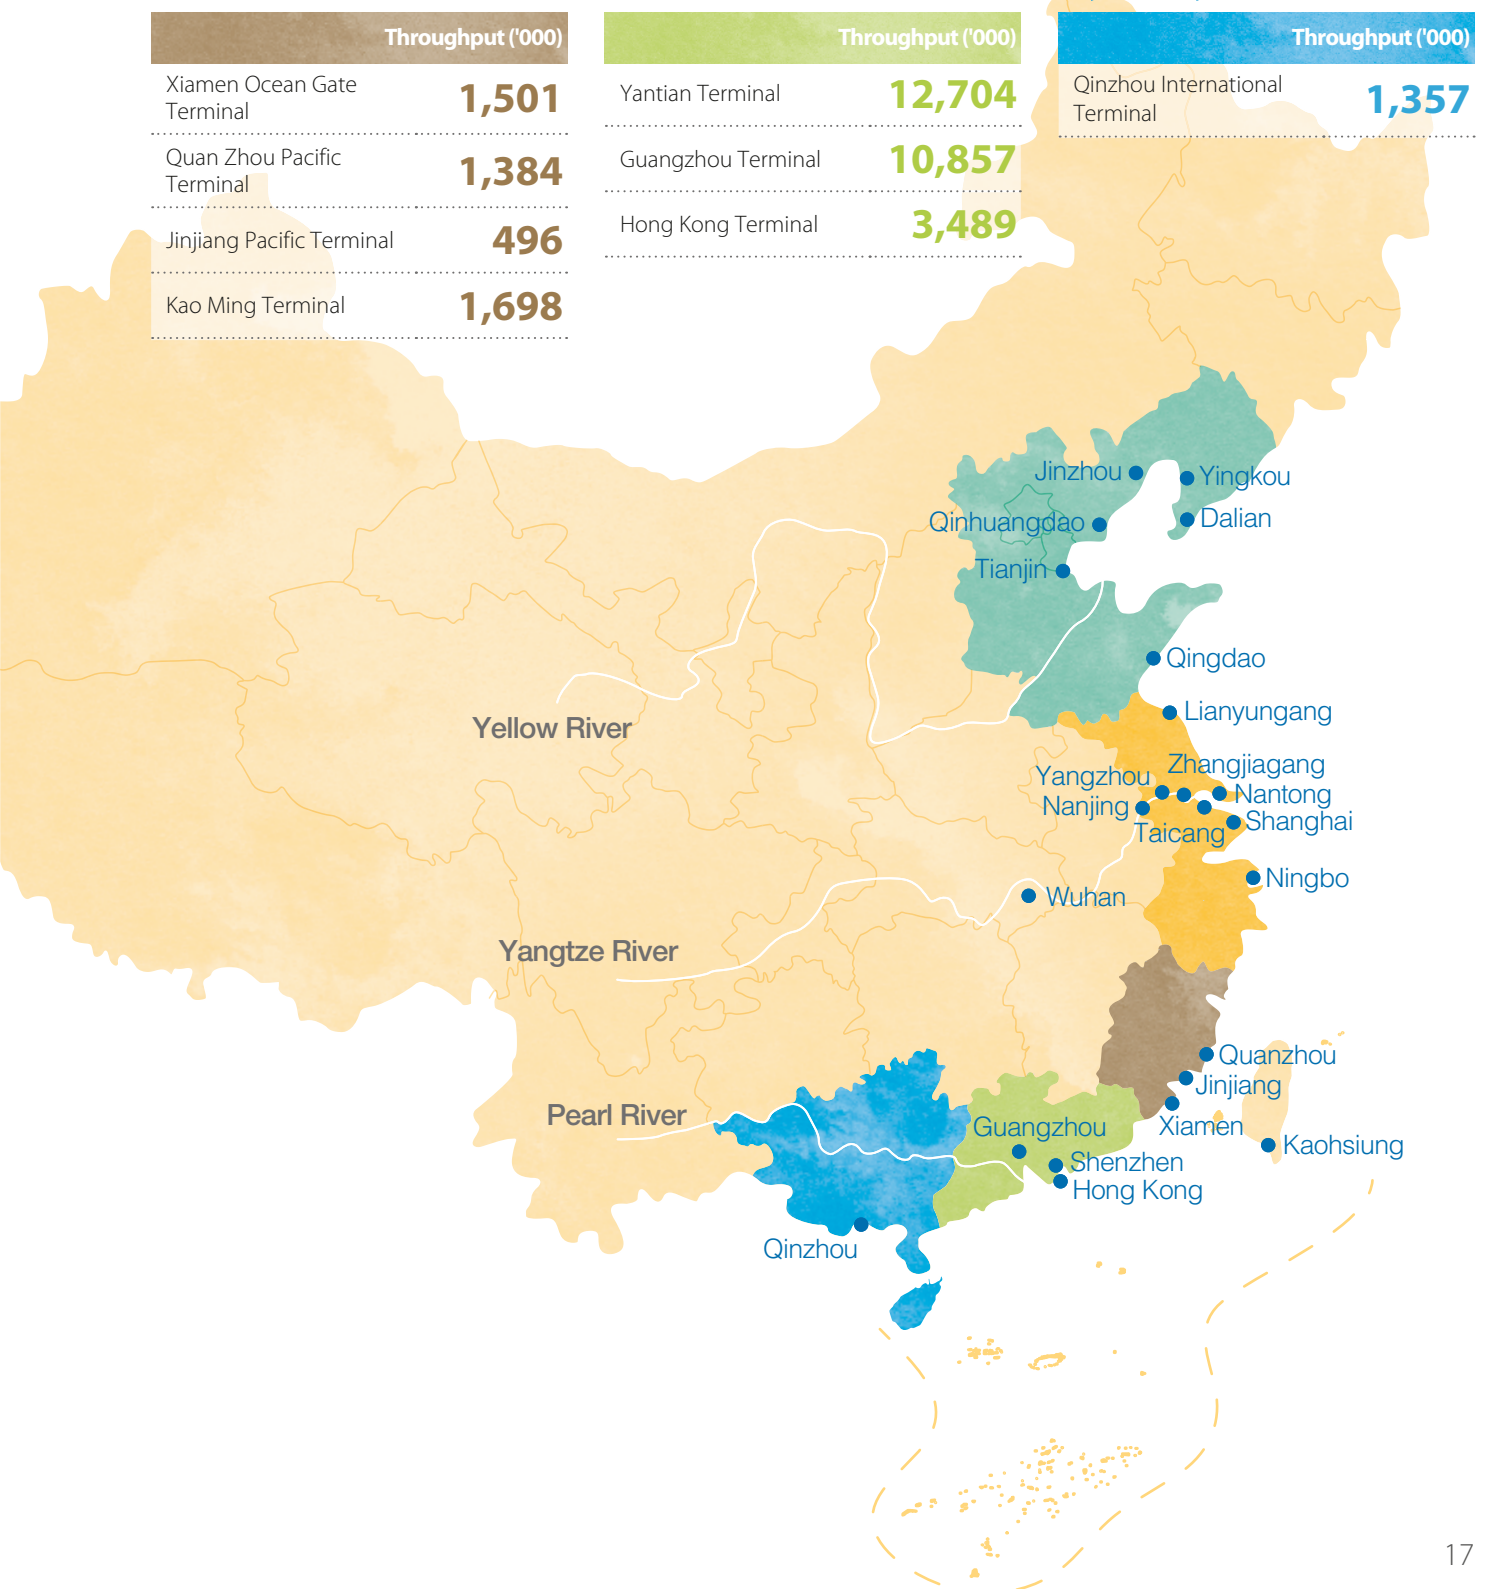 Throughput ('000)
Xiamen Ocean Gate
Terminal
1,501
Quan Zhou Pacific
Terminal
1,384
Jinjiang Pacific Terminal
496
Kao Ming Terminal
1,698
Throughput ('000)
Yantian Terminal
12,704
Guangzhou Terminal
10,857
Hong Kong Terminal
3,489
Throughput ('000)
Qinzhou International
Terminal
1,357
Jinzhou
Yingkou
Qinhuangdao
Dalian
Tianjin
Qingdao
Lianyungang
Yellow River
Zhangjiagang
Yangzhou
Nantong
Nanjing
Shanghai
Taicang
Ningbo
Wuhan
Yangtze River
Quanzhou
Jinjiang
Pearl River
Xiamen
Guangzhou
Kaohsiung
Shenzhen
Hong Kong
Qinzhou
17